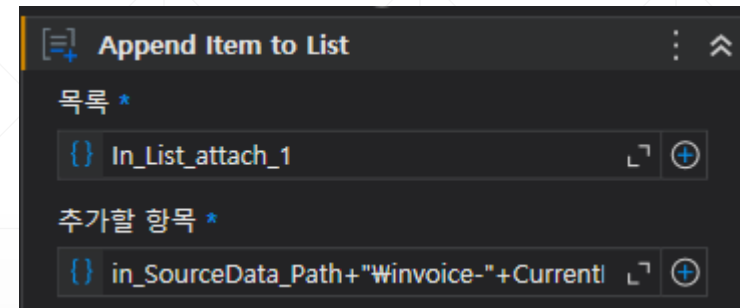 Append Item to List
목록 *
In_List_attach_1
추가할 항목 *
in_SourceData_Path+"₩invoice-"+Current